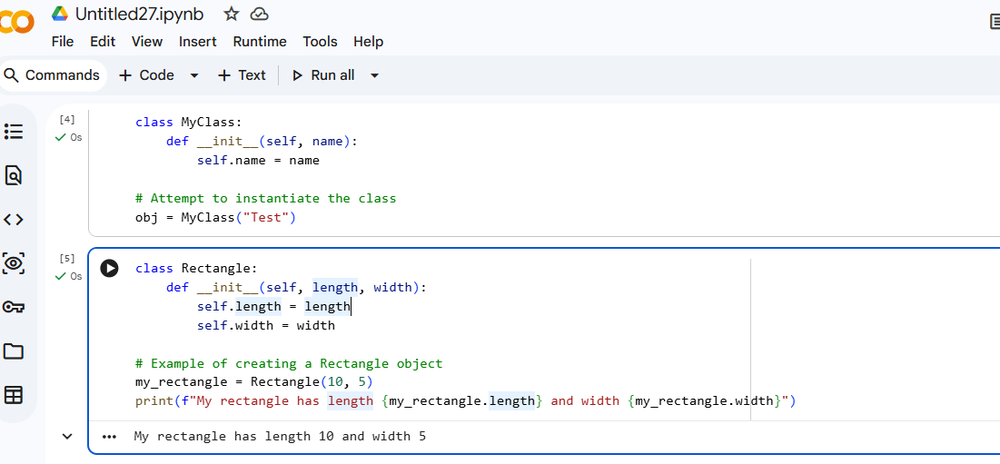 Untitled27.ipynb
File Edit View Insert Runtime Tools Help
Commands + Code + Text Run all
[4]
0s
class MyClass:
    def __init__(self, name):
        self.name = name
# Attempt to instantiate the class
obj = MyClass("Test")
[5]
0s
class Rectangle:
    def __init__(self, length, width):
        self.length = length
        self.width = width
# Example of creating a Rectangle object
my_rectangle = Rectangle(10, 5)
print(f"My rectangle has length {my_rectangle.length} and width {my_rectangle.width}")
My rectangle has length 10 and width 5